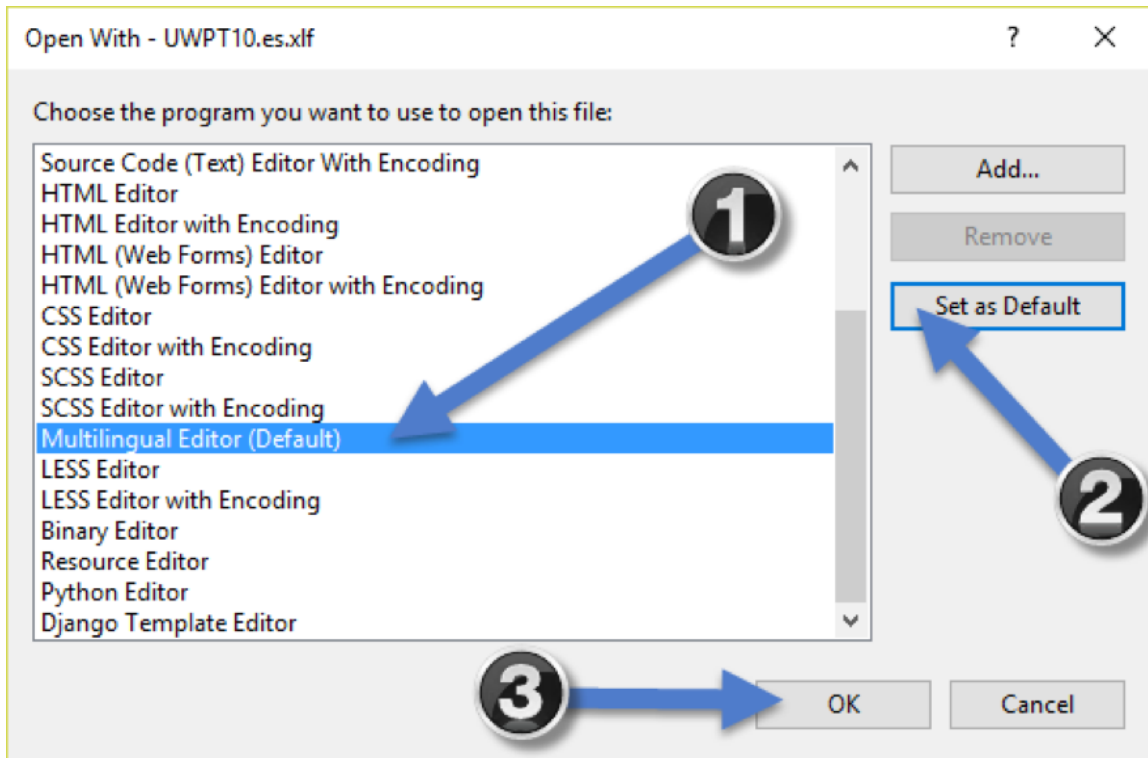 Open With - UWPT10.es.xlf
?
Choose the program you want to use to open this file:
Source Code (Text) Editor With Encoding
HTML Editor
HTML Editor with Encoding
HTML (Web Forms) Editor
HTML (Web Forms) Editor with Encoding
CSS Editor
CSS Editor with Encoding
SCSS Editor
SCSS Editor with Encoding
Multilingual Editor (Default)
LESS Editor
LESS Editor with Encoding
Binary Editor
Resource Editor
Python Editor
Django Template Editor
1
Add...
Remove
Set as Default
2
3
OK
Cancel